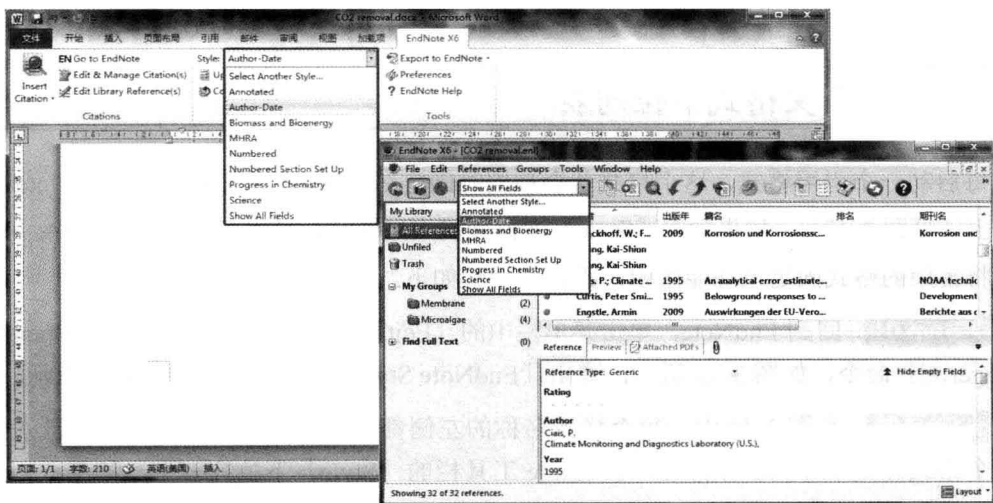 CO2 removal.docx - Microsoft Word
文件 开始 插入 页面布局 引用 邮件 审阅 视图 加载项 EndNote X6
EN Go to EndNote
Edit & Manage Citation(s)
Edit Library Reference(s)
Insert
Citation
Citations
Style: Author-Date
Select Another Style...
Annotated
Author-Date
Biomass and Bioenergy
MHRA
Numbered
Numbered Section Set Up
Progress in Chemistry
Science
Show All Fields
Export to EndNote
Preferences
EndNote Help
Tools
页面: 1/1 字数: 210 英语(美国) 插入
EndNote X6 - [CO2 removal.enl]
File Edit References Groups Tools Window Help
Show All Fields
Select Another Style...
Annotated
Author-Date
Biomass and Bioenergy
MHRA
Numbered
Numbered Section Set Up
Progress in Chemistry
Science
Show All Fields
My Library
All References
Unfiled
Trash
My Groups
Membrane (2)
Microalgae (4)
Find Full Text (0)
出版年 篇名 排名 期刊名
ckhoff, W.; F... 2009 Korrosion und Korrosionssc... Korrosion und
ng, Kai-Shiun
ng, Kai-Shiun
s, P.; Climate ... 1995 An analytical error estimate... NOAA technic
Curtis, Peter Smi... 1995 Belowground responses to ... Development
Engstle, Armin 2009 Auswirkungen der EU-Vero... Berichte aus
Reference Preview Attached PDFs
Reference Type: Generic Hide Empty Fields
Rating
Author
Ciais, P.
Climate Monitoring and Diagnostics Laboratory (U.S.),
Year
1995
Showing 32 of 32 references. Layout